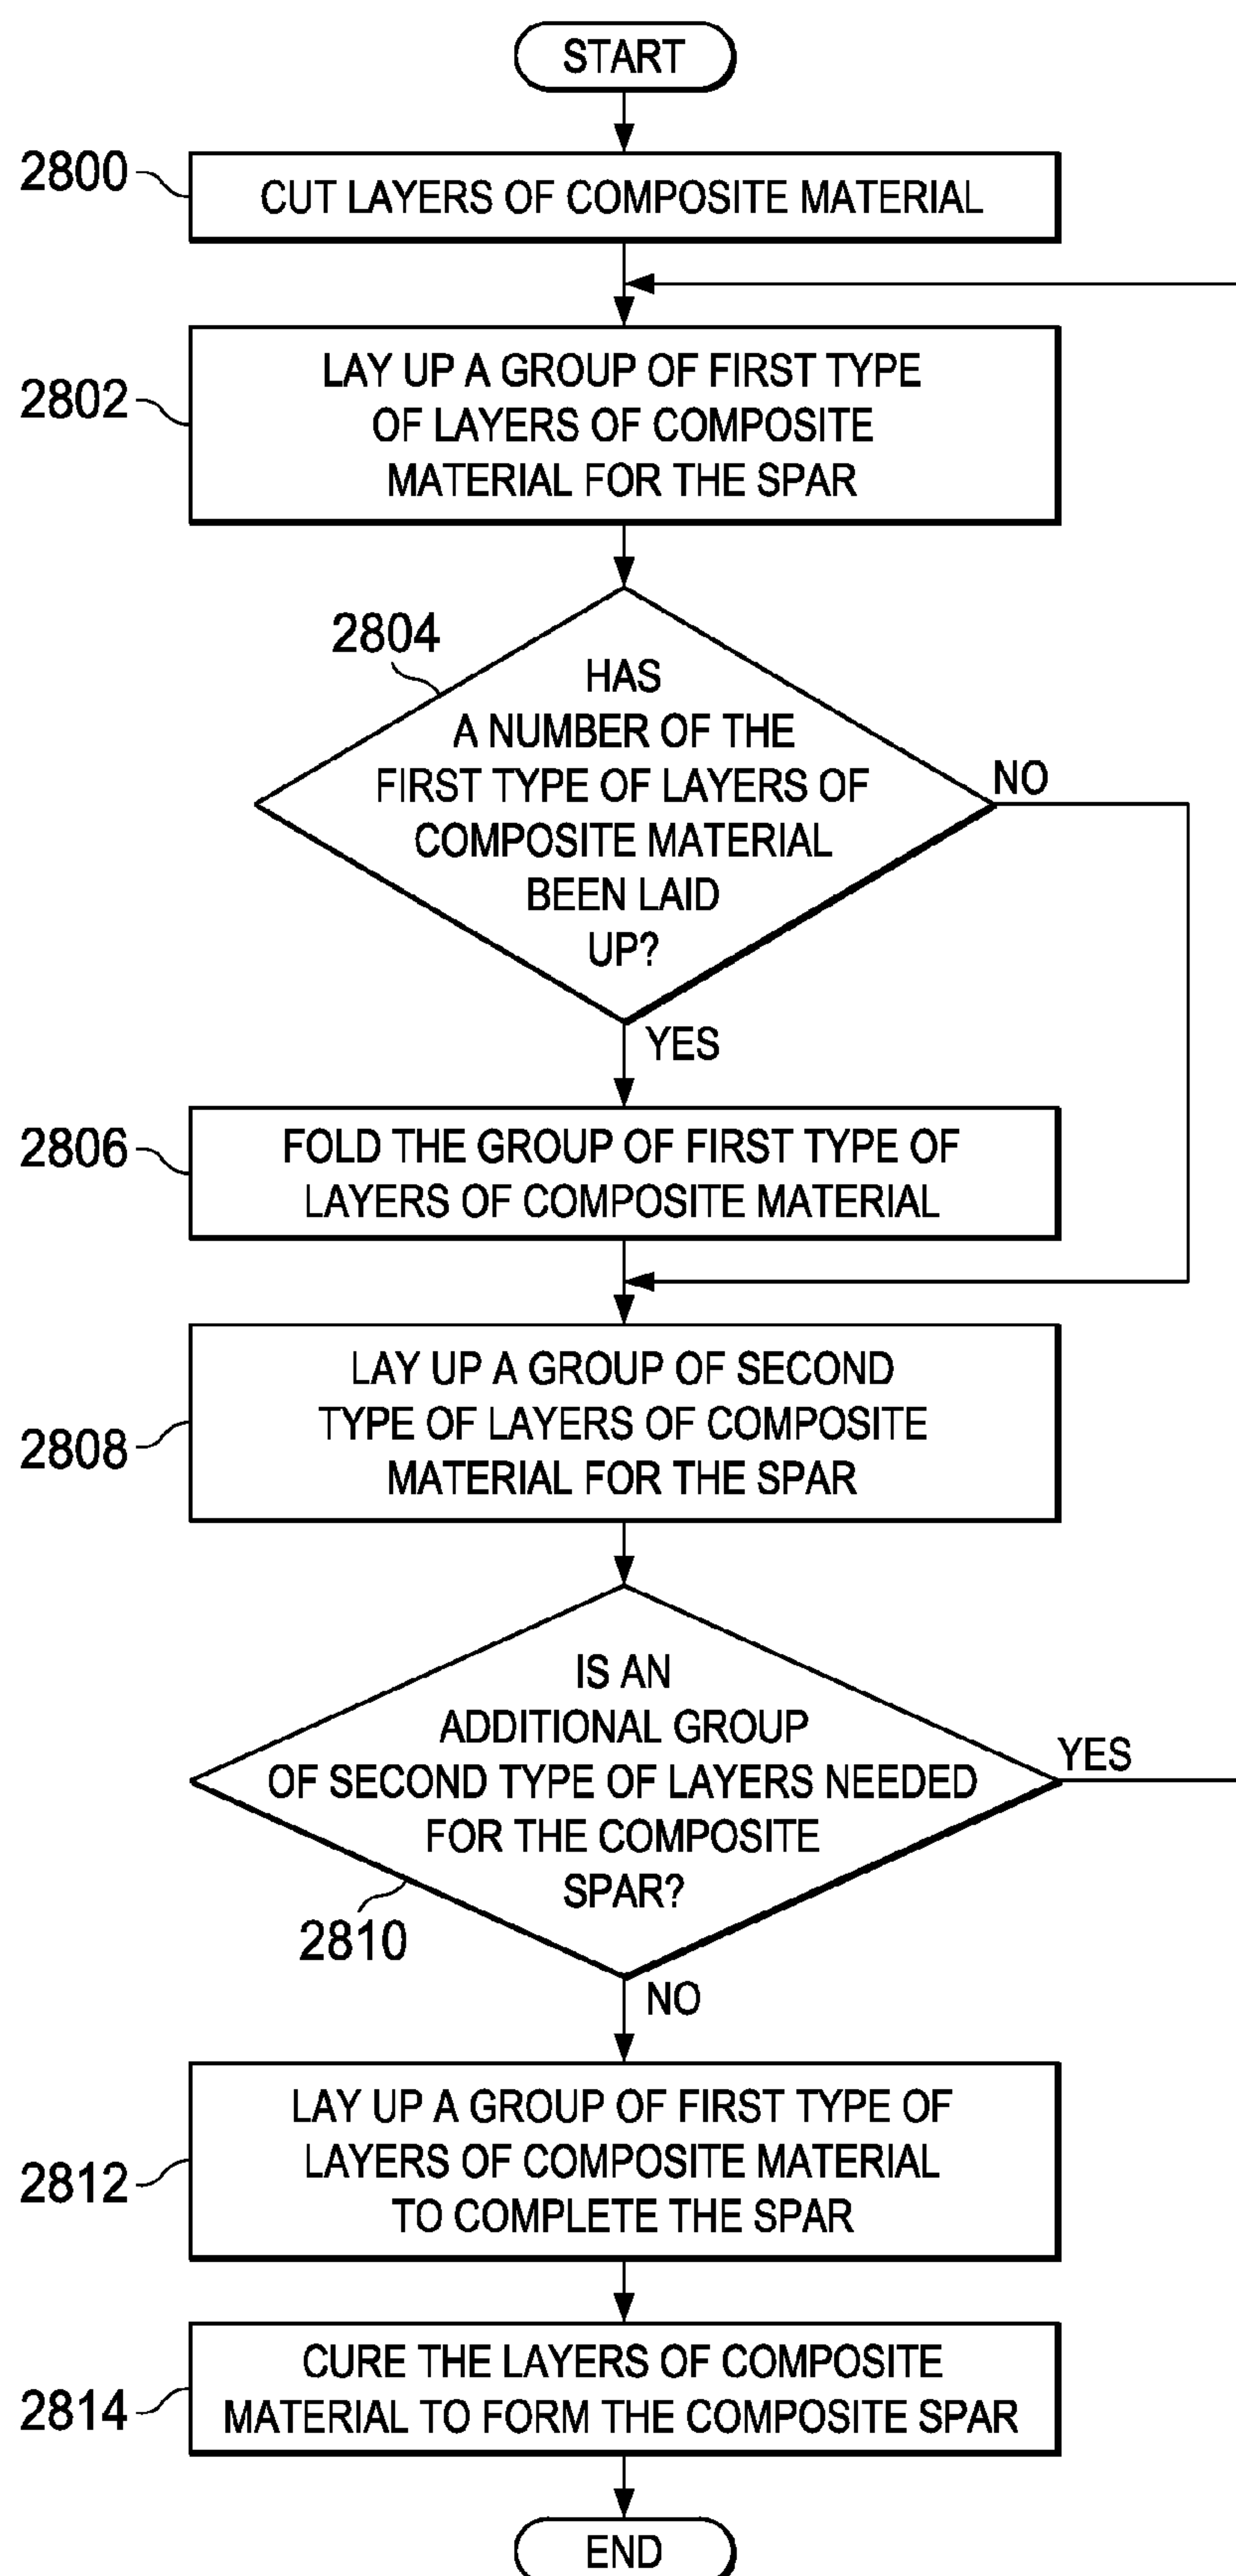 START
2800
CUT LAYERS OF COMPOSITE MATERIAL
2802
LAY UP A GROUP OF FIRST TYPE
OF LAYERS OF COMPOSITE
MATERIAL FOR THE SPAR
2804
HAS
A NUMBER OF THE
FIRST TYPE OF LAYERS OF
COMPOSITE MATERIAL
BEEN LAID
UP?
NO
YES
2806
FOLD THE GROUP OF FIRST TYPE OF
LAYERS OF COMPOSITE MATERIAL
2808
LAY UP A GROUP OF SECOND
TYPE OF LAYERS OF COMPOSITE
MATERIAL FOR THE SPAR
IS AN
ADDITIONAL GROUP
OF SECOND TYPE OF LAYERS NEEDED
FOR THE COMPOSITE
SPAR?
YES
2810
NO
2812
LAY UP A GROUP OF FIRST TYPE OF
LAYERS OF COMPOSITE MATERIAL
TO COMPLETE THE SPAR
2814
CURE THE LAYERS OF COMPOSITE
MATERIAL TO FORM THE COMPOSITE SPAR
END